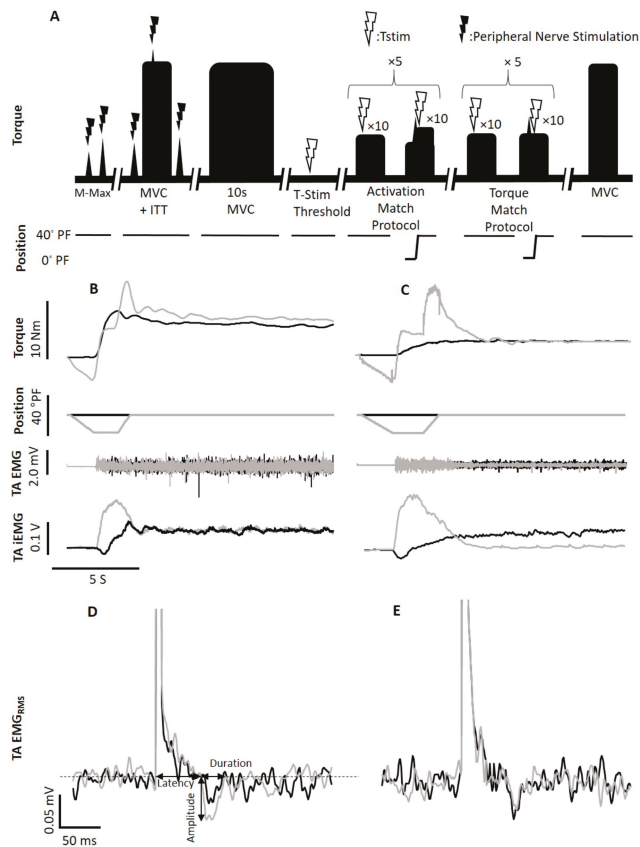 A
:Tstim
:Peripheral Nerve Stimulation
×5
× 5
×10
×10
×10
×10
Torque
M-Max
MVC
+ ITT
10s
MVC
T-Stim
Threshold
Activation
Match
Protocol
Torque
Match
Protocol
MVC
Position
40° PF
0° PF
B
C
Torque
10 Nm
Position
40 °PF
TA EMG
2.0 mV
TA iEMG
0.1 V
5 S
D
E
TA EMGRMS
Duration
Latency
Amplitude
0.05 mV
50 ms